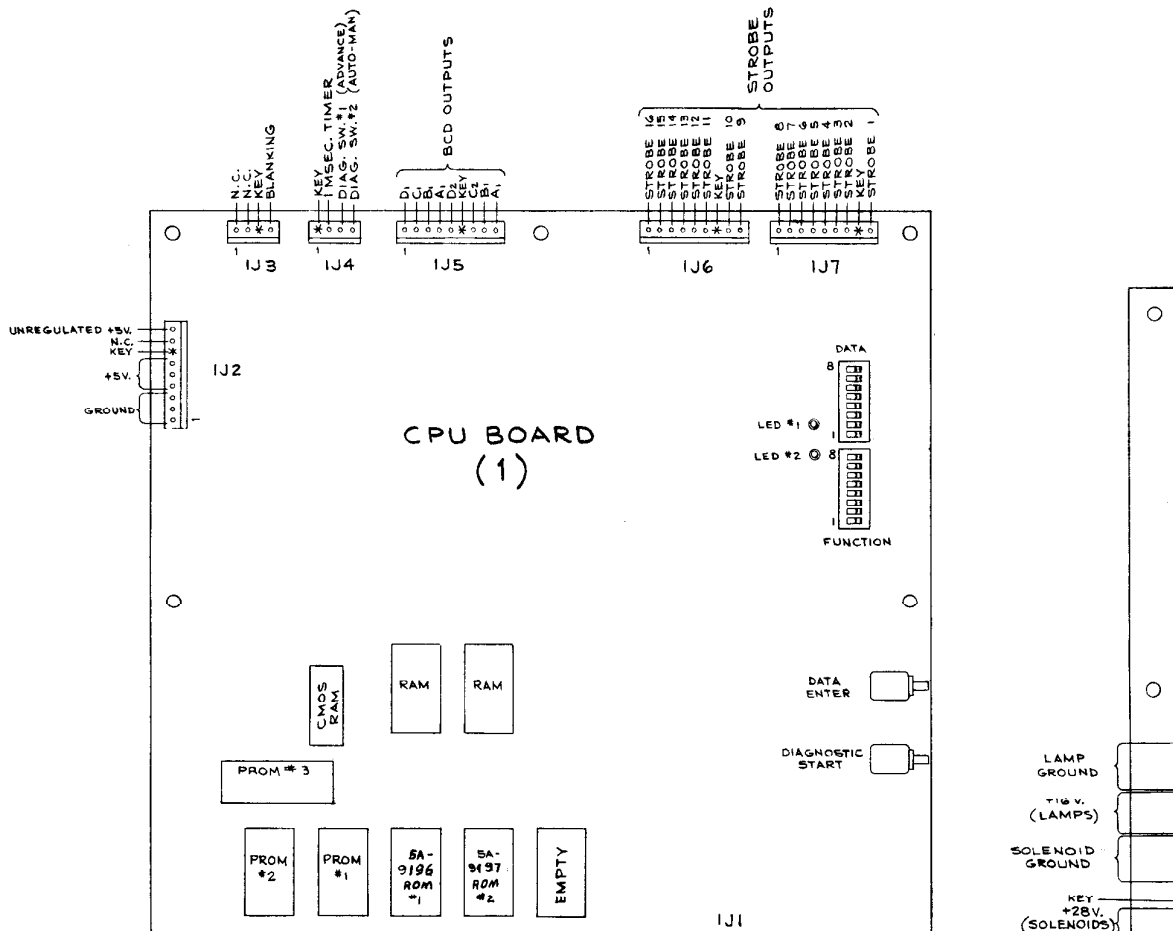 N.C.
N.C.
KEY
BLANKING
KEY
1 MSEC. TIMER
DIAG. SW. #1 (ADVANCE)
DIAG. SW. #2 (AUTO-MAN)
BCD OUTPUTS
D1
C1
B1
A1
D2
KEY
C2
B1
A1
STROBE
OUTPUTS
STROBE 16
STROBE 15
STROBE 14
STROBE 13
STROBE 12
STROBE 11
KEY
STROBE 10
STROBE 9
STROBE 8
STROBE 7
STROBE 6
STROBE 5
STROBE 4
STROBE 3
STROBE 2
KEY
STROBE 1
1
1J3
1
1J4
1
1J5
1
1J6
1
1J7
UNREGULATED +5V.
N.C.
KEY
+5V.
GROUND
1J2
1
CPU BOARD
(1)
DATA
8
LED #1
1
LED #2
8
1
FUNCTION
CMOS
RAM
RAM
RAM
DATA
ENTER
DIAGNOSTIC
START
PROM #3
PROM
#2
PROM
#1
5A-
9196
ROM
#1
5A-
9197
ROM
#2
EMPTY
1J1
LAMP
GROUND
+16 V.
(LAMPS)
SOLENOID
GROUND
KEY
+28V.
(SOLENOIDS)